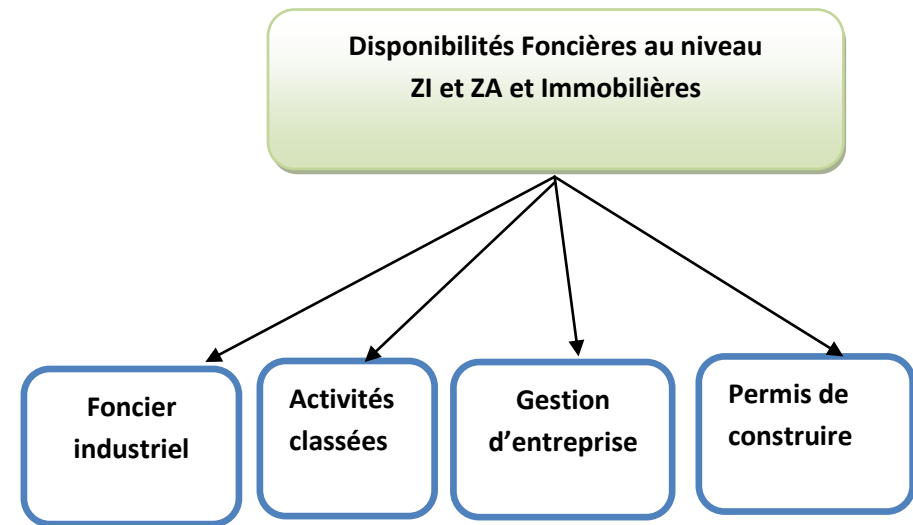 Disponibilités Foncières au niveau
ZI et ZA et Immobilières
Foncier
industriel
Activités
classées
Gestion
d’entreprise
Permis de
construire